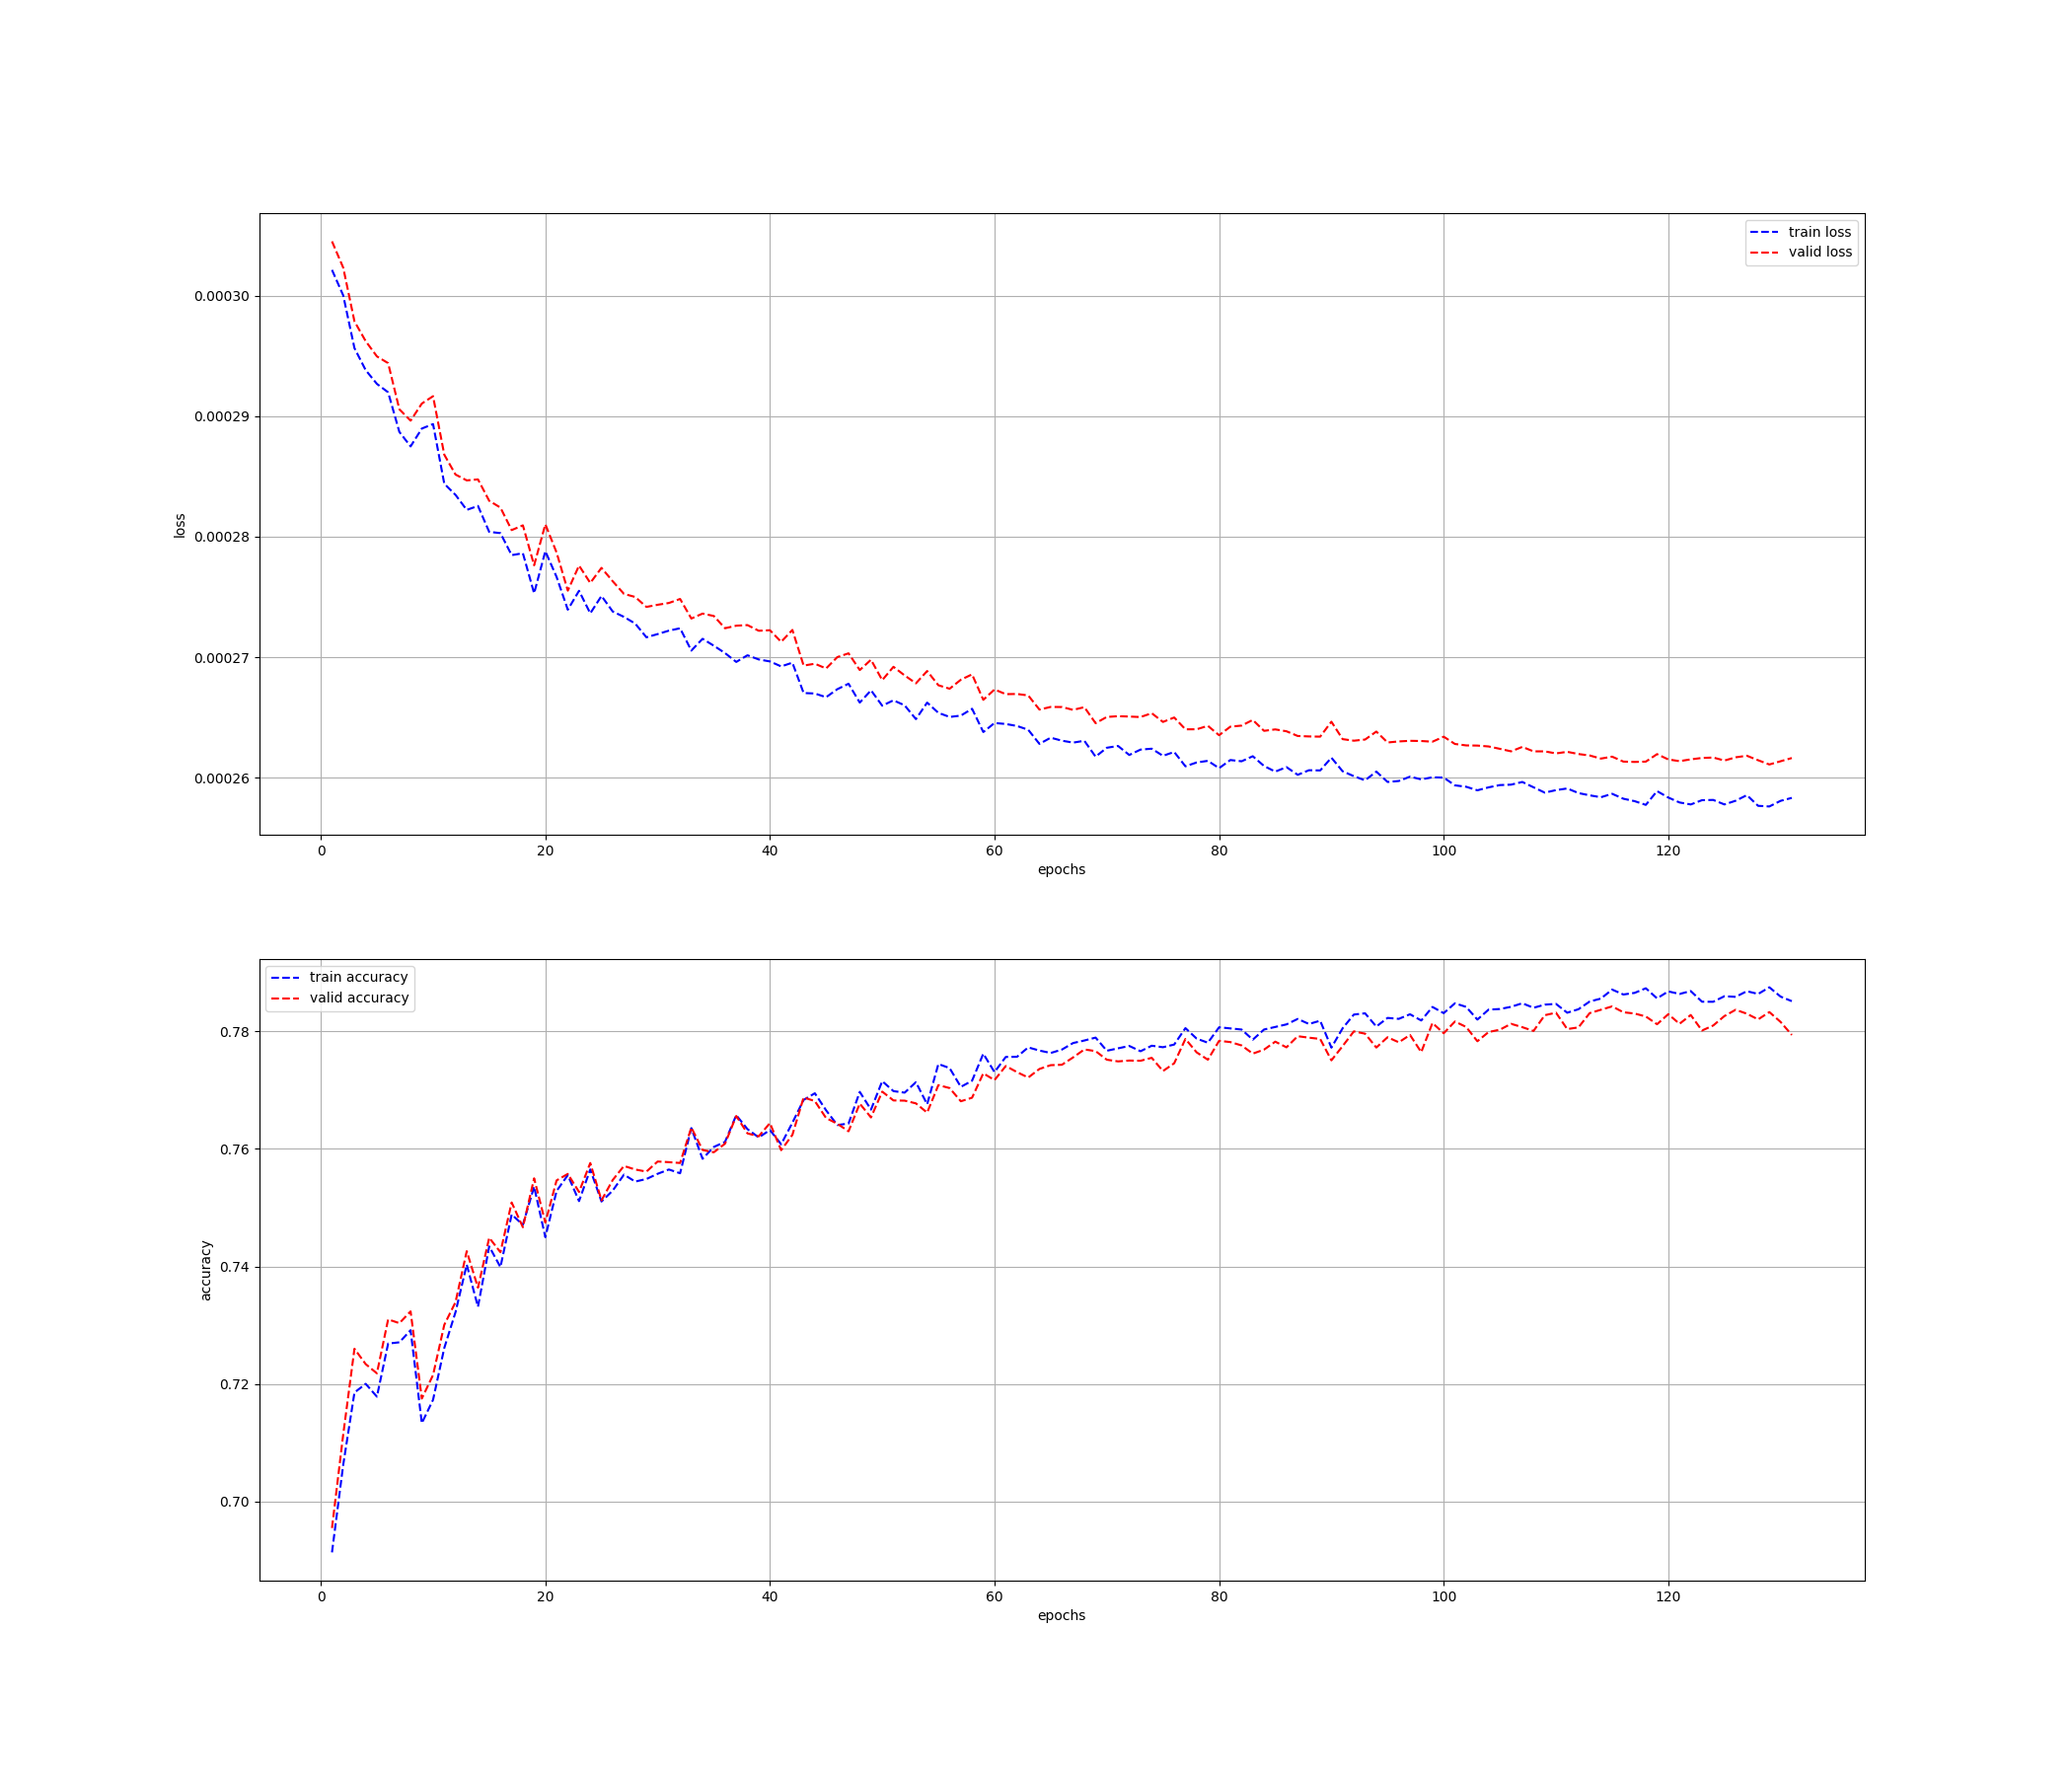 train loss
valid loss
0.00030
0.00029
0.00028
0.00027
0.00026
loss
0 20 40 60 80 100 120
epochs
train accuracy
valid accuracy
0.78
0.76
0.74
0.72
0.70
accuracy
0 20 40 60 80 100 120
epochs